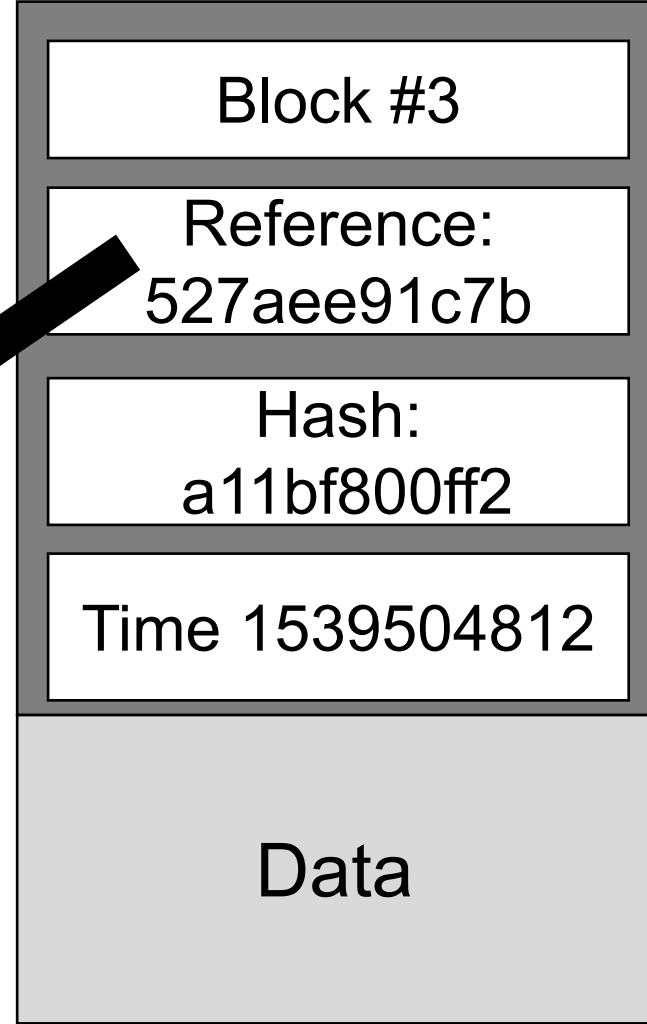 Block #3
Reference:
527aee91c7b
Hash:
a11bf800ff2
Time 1539504812
Data